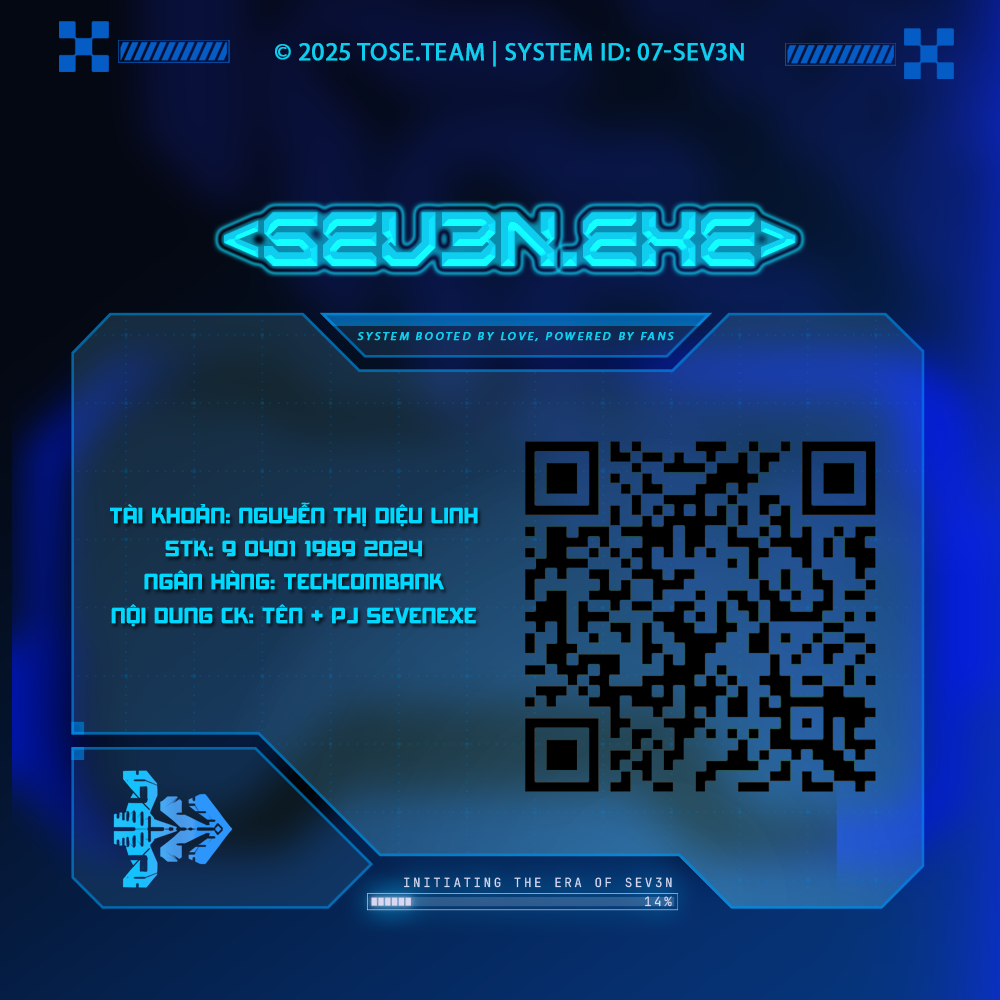 © 2025 TOSE.TEAM | SYSTEM ID: 07-SEV3N
<SEV3N.EXE>
SYSTEM BOOTED BY LOVE, POWERED BY FANS
TÀI KHOẢN: NGUYỄN THỊ DIỆU LINH
STK: 9 0401 1989 2024
NGÂN HÀNG: TECHCOMBANK
NỘI DUNG CK: TÊN + PJ SEVENEXE
INITIATING THE ERA OF SEV3N
14%